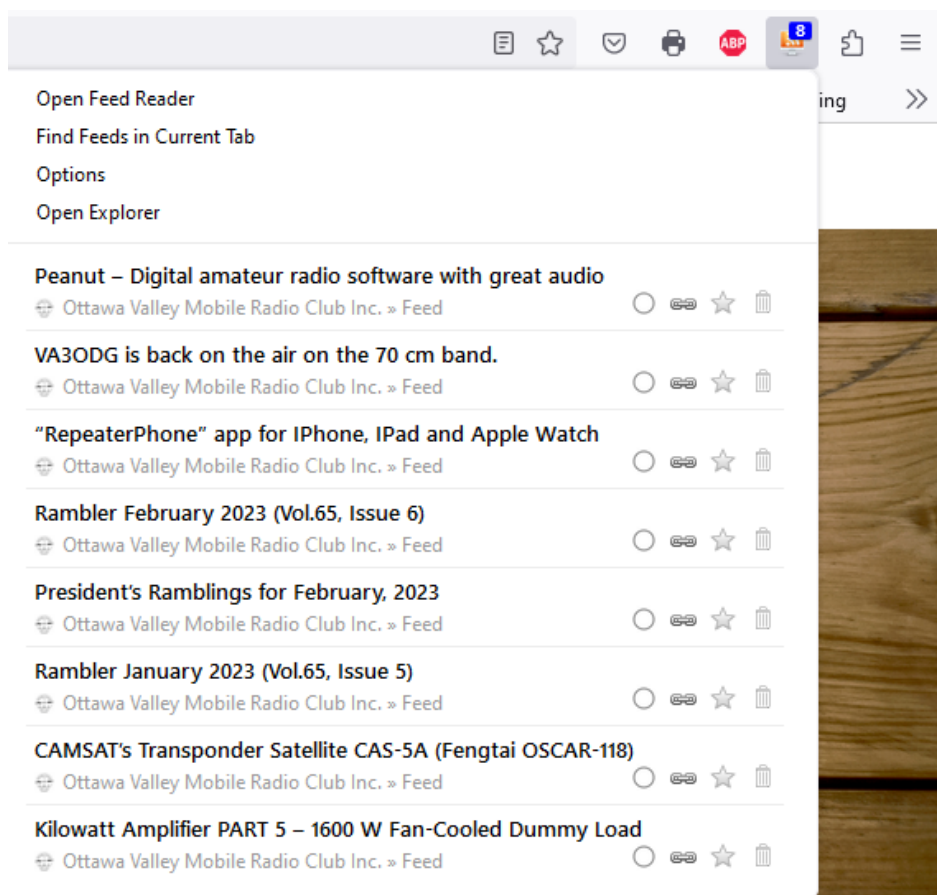 ABP
8
ing
Open Feed Reader
Find Feeds in Current Tab
Options
Open Explorer
Peanut – Digital amateur radio software with great audio
Ottawa Valley Mobile Radio Club Inc. » Feed
VA3ODG is back on the air on the 70 cm band.
Ottawa Valley Mobile Radio Club Inc. » Feed
“RepeaterPhone” app for IPhone, IPad and Apple Watch
Ottawa Valley Mobile Radio Club Inc. » Feed
Rambler February 2023 (Vol.65, Issue 6)
Ottawa Valley Mobile Radio Club Inc. » Feed
President’s Ramblings for February, 2023
Ottawa Valley Mobile Radio Club Inc. » Feed
Rambler January 2023 (Vol.65, Issue 5)
Ottawa Valley Mobile Radio Club Inc. » Feed
CAMSAT’s Transponder Satellite CAS-5A (Fengtai OSCAR-118)
Ottawa Valley Mobile Radio Club Inc. » Feed
Kilowatt Amplifier PART 5 – 1600 W Fan-Cooled Dummy Load
Ottawa Valley Mobile Radio Club Inc. » Feed